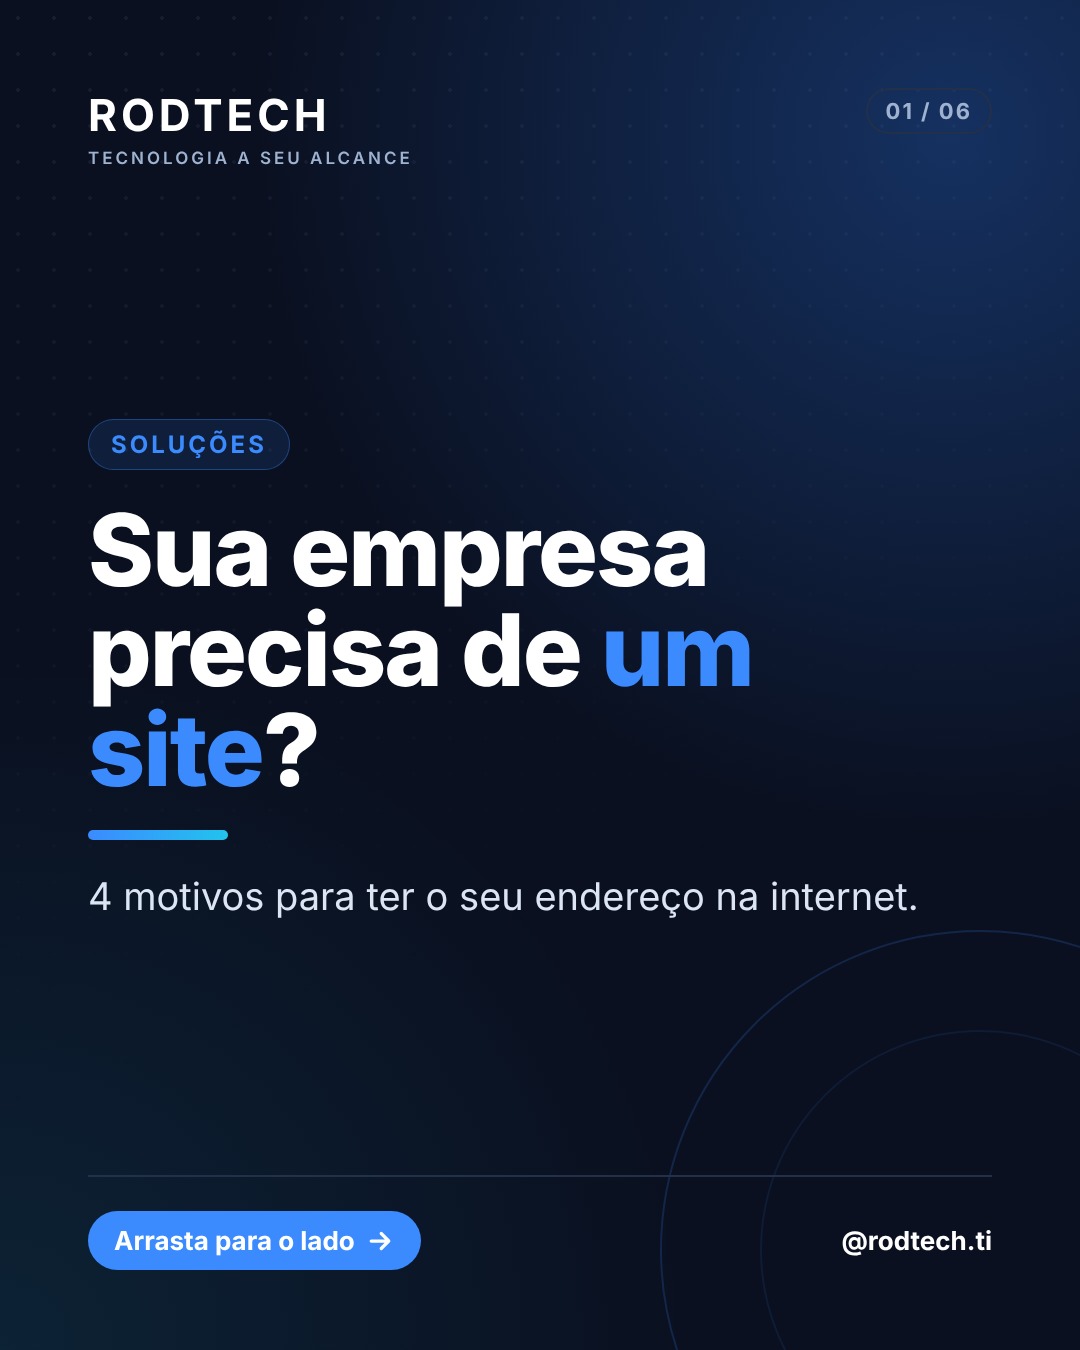 RODTECH
TECNOLOGIA A SEU ALCANCE
01 / 06
SOLUÇÕES
Sua empresa
precisa de um
site?
4 motivos para ter o seu endereço na internet.
Arrasta para o lado →
@rodtech.ti